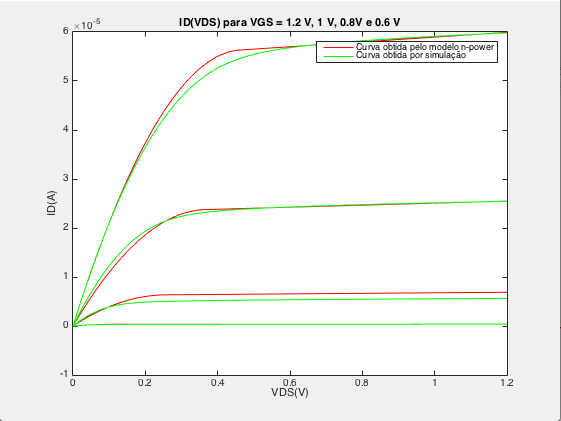 ID(VDS) para VGS = 1.2 V, 1 V, 0.8V e 0.6 V
×10^-5
Curva obtida pelo modelo n-power
Curva obtida por simulação
6
5
4
3
2
1
0
-1
ID(A)
0 0.2 0.4 0.6 0.8 1 1.2
VDS(V)